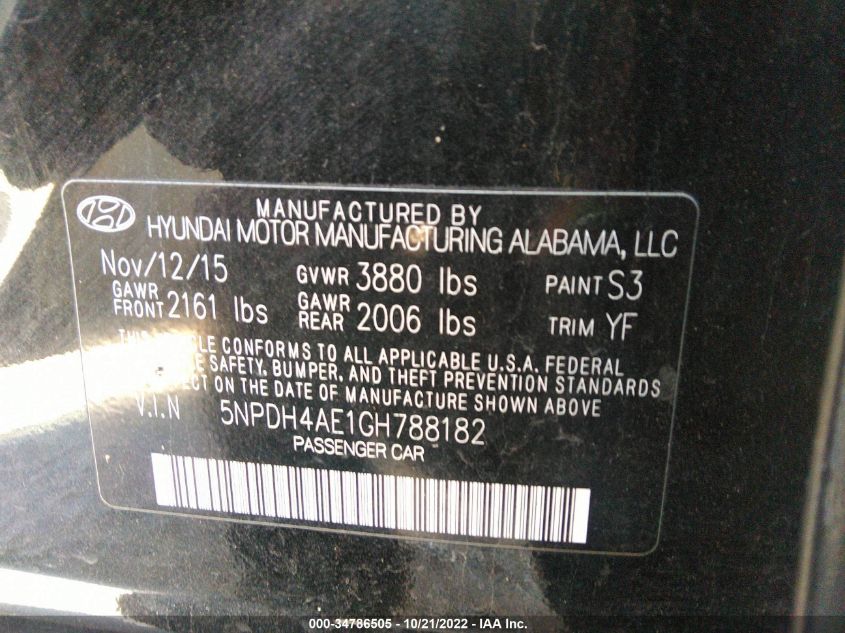 MANUFACTURED BY
HYUNDAI MOTOR MANUFACTURING ALABAMA, LLC
Nov/12/15 GVWR 3880 lbs PAINT S3
GAWR FRONT 2161 lbs GAWR REAR 2006 lbs TRIM YF
CONFORMS TO ALL APPLICABLE U.S.A. FEDERAL
SAFETY, BUMPER, AND THEFT PREVENTION STANDARDS
ON THE DATE OF MANUFACTURE SHOWN ABOVE
V.I.N 5NPDH4AE1GH788182
PASSENGER CAR
000-34786505 - 10/21/2022 - IAA Inc.